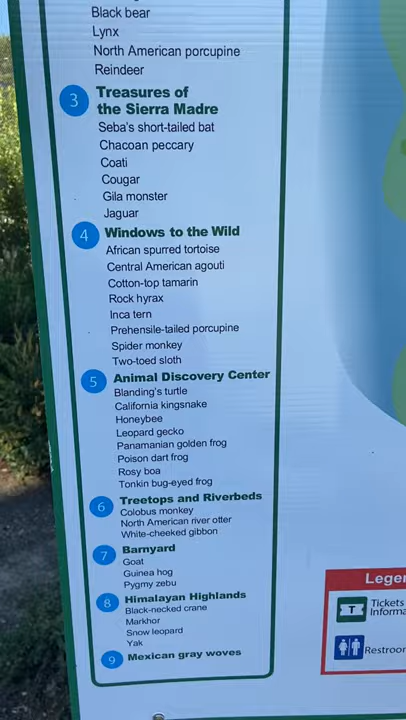 Black bear
Lynx
North American porcupine
Reindeer
3 Treasures of
the Sierra Madre
Seba's short-tailed bat
Chacoan peccary
Coati
Cougar
Gila monster
Jaguar
4 Windows to the Wild
African spurred tortoise
Central American agouti
Cotton-top tamarin
Rock hyrax
Inca tern
Prehensile-tailed porcupine
Spider monkey
Two-toed sloth
5 Animal Discovery Center
Blanding's turtle
California kingsnake
Honeybee
Leopard gecko
Panamanian golden frog
Poison dart frog
Rosy boa
Tonkin bug-eyed frog
6 Treetops and Riverbeds
Colobus monkey
North American river otter
White-cheeked gibbon
7 Barnyard
Goat
Guinea hog
Pygmy zebu
8 Himalayan Highlands
Black-necked crane
Markhor
Snow leopard
Yak
9 Mexican gray woves
Leger
T Tickets
Informa
Restroor